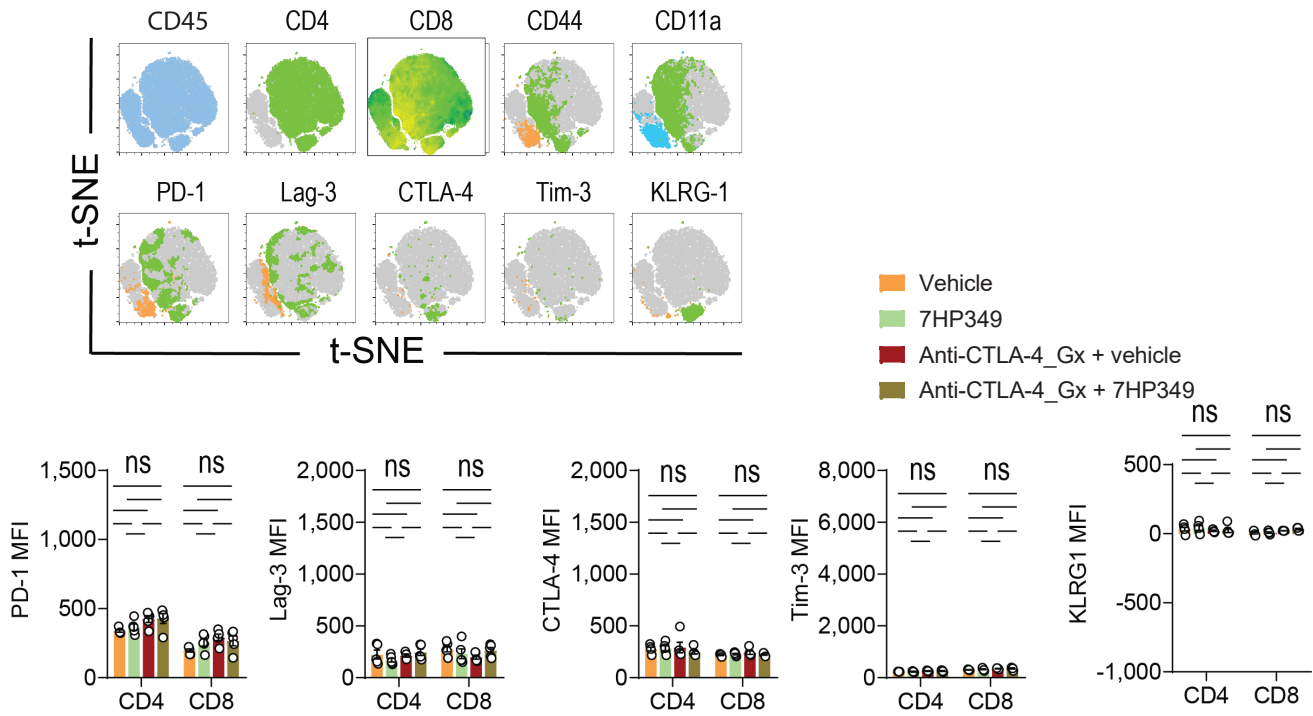 CD45 CD4 CD8 CD44 CD11a
t-SNE
PD-1 Lag-3 CTLA-4 Tim-3 KLRG-1
t-SNE
Vehicle
7HP349
Anti-CTLA-4_Gx + vehicle
Anti-CTLA-4_Gx + 7HP349
PD-1 MFI
1,500
1,000
500
0
ns ns
CD4 CD8
Lag-3 MFI
2,000
1,500
1,000
500
0
ns ns
CD4 CD8
CTLA-4 MFI
2,000
1,500
1,000
500
0
ns ns
CD4 CD8
Tim-3 MFI
8,000
6,000
4,000
2,000
0
ns ns
CD4 CD8
KLRG1 MFI
500
0
-500
-1,000
ns ns
CD4 CD8